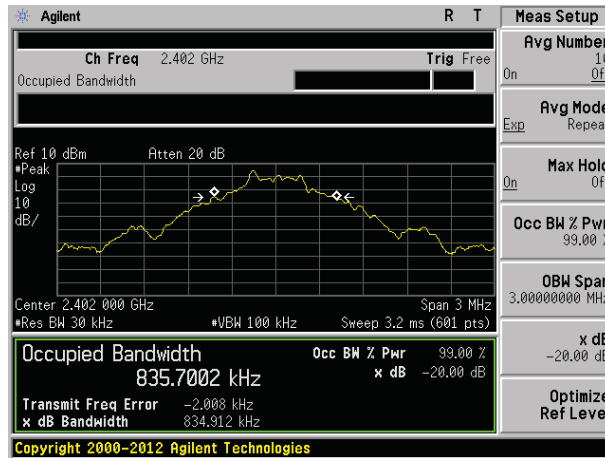 Agilent R T
Ch Freq 2.402 GHz Trig Free
Occupied Bandwidth
Ref 10 dBm Atten 20 dB
#Peak
Log
10
dB/
Center 2.402 000 GHz Span 3 MHz
#Res BW 30 kHz #VBW 100 kHz Sweep 3.2 ms (601 pts)
Occupied Bandwidth
835.7002 kHz
Occ BW % Pwr 99.00 %
x dB -20.00 dB
Transmit Freq Error -2.008 kHz
x dB Bandwidth 834.912 kHz
Copyright 2000-2012 Agilent Technologies
Meas Setup
Avg Number
On
Avg Mode
Exp Repea
Max Hold
On Of
Occ BW % Pwr
99.00 %
OBW Span
3.00000000 MHz
x dB
-20.00 dB
Optimize
Ref Level